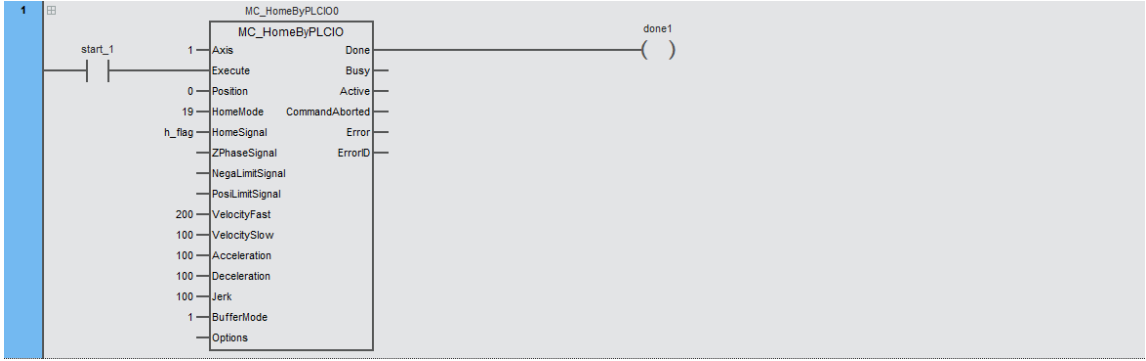 1
MC_HomeByPLCIO0
MC_HomeByPLCIO
done1
start_1
1 Axis Done
Execute Busy
0 Position Active
19 HomeMode CommandAborted
h_flag HomeSignal Error
ZPhaseSignal ErrorID
NegaLimitSignal
PosiLimitSignal
200 VelocityFast
100 VelocitySlow
100 Acceleration
100 Deceleration
100 Jerk
1 BufferMode
Options